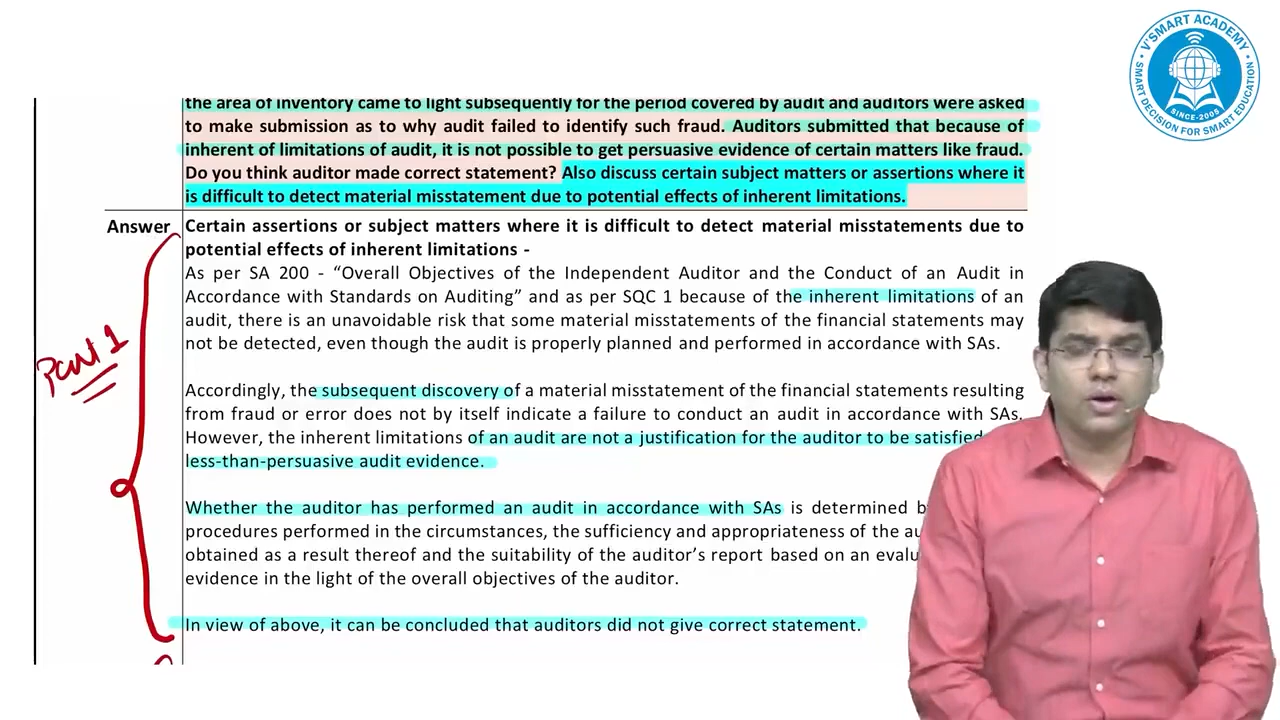 V'SMART ACADEMY
SINCE-2005
SMART DECISION FOR SMART EDUCATION
the area of inventory came to light subsequently for the period covered by audit and auditors were asked
to make submission as to why audit failed to identify such fraud. Auditors submitted that because of
inherent of limitations of audit, it is not possible to get persuasive evidence of certain matters like fraud.
Do you think auditor made correct statement? Also discuss certain subject matters or assertions where it
is difficult to detect material misstatement due to potential effects of inherent limitations.
Answer Certain assertions or subject matters where it is difficult to detect material misstatements due to
potential effects of inherent limitations -
As per SA 200 - “Overall Objectives of the Independent Auditor and the Conduct of an Audit in
Accordance with Standards on Auditing” and as per SQC 1 because of the inherent limitations of an
audit, there is an unavoidable risk that some material misstatements of the financial statements may
not be detected, even though the audit is properly planned and performed in accordance with SAs.
Part 1
Accordingly, the subsequent discovery of a material misstatement of the financial statements resulting
from fraud or error does not by itself indicate a failure to conduct an audit in accordance with SAs.
However, the inherent limitations of an audit are not a justification for the auditor to be satisfied
less-than-persuasive audit evidence.
Whether the auditor has performed an audit in accordance with SAs is determined
procedures performed in the circumstances, the sufficiency and appropriateness of the
obtained as a result thereof and the suitability of the auditor’s report based on an
evidence in the light of the overall objectives of the auditor.
In view of above, it can be concluded that auditors did not give correct statement.